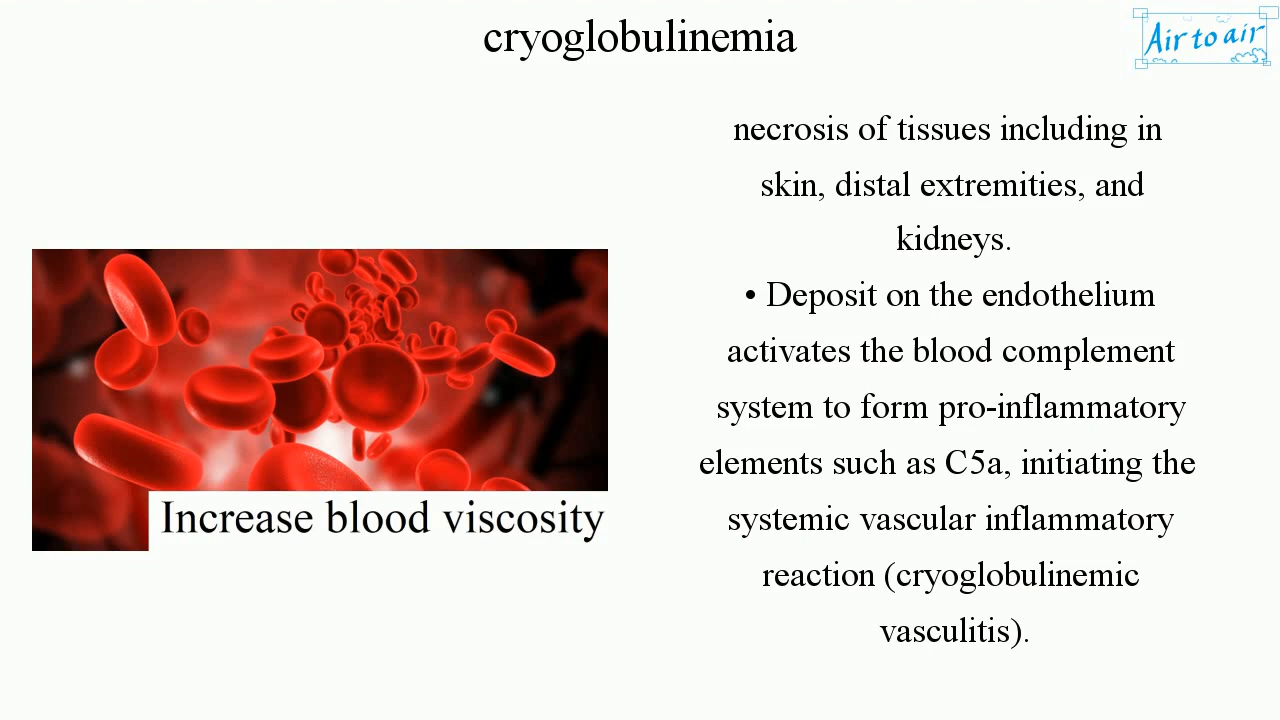 cryoglobulinemia
Air to air
necrosis of tissues including in
skin, distal extremities, and
kidneys.
• Deposit on the endothelium
activates the blood complement
system to form pro-inflammatory
elements such as C5a, initiating the
systemic vascular inflammatory
reaction (cryoglobulinemic
vasculitis).
Increase blood viscosity